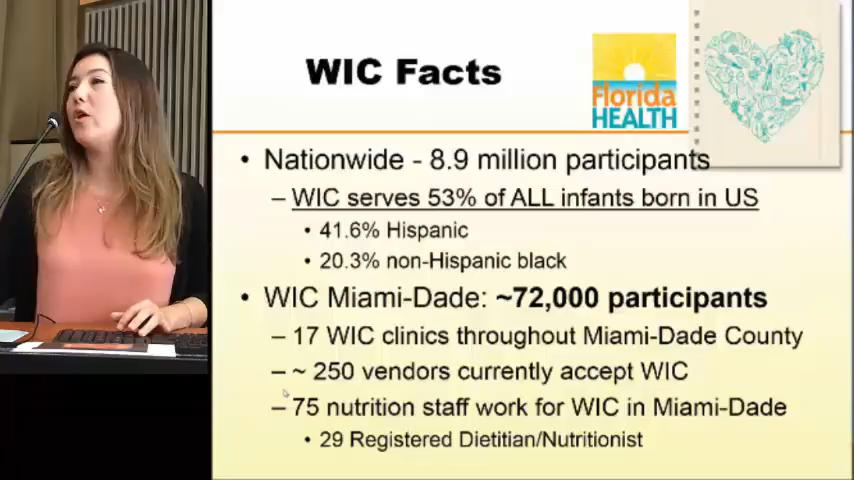 WIC Facts
Florida
HEALTH
• Nationwide - 8.9 million participants
– WIC serves 53% of ALL infants born in US
• 41.6% Hispanic
• 20.3% non-Hispanic black
• WIC Miami-Dade: ~72,000 participants
– 17 WIC clinics throughout Miami-Dade County
– ~ 250 vendors currently accept WIC
– 75 nutrition staff work for WIC in Miami-Dade
• 29 Registered Dietitian/Nutritionist